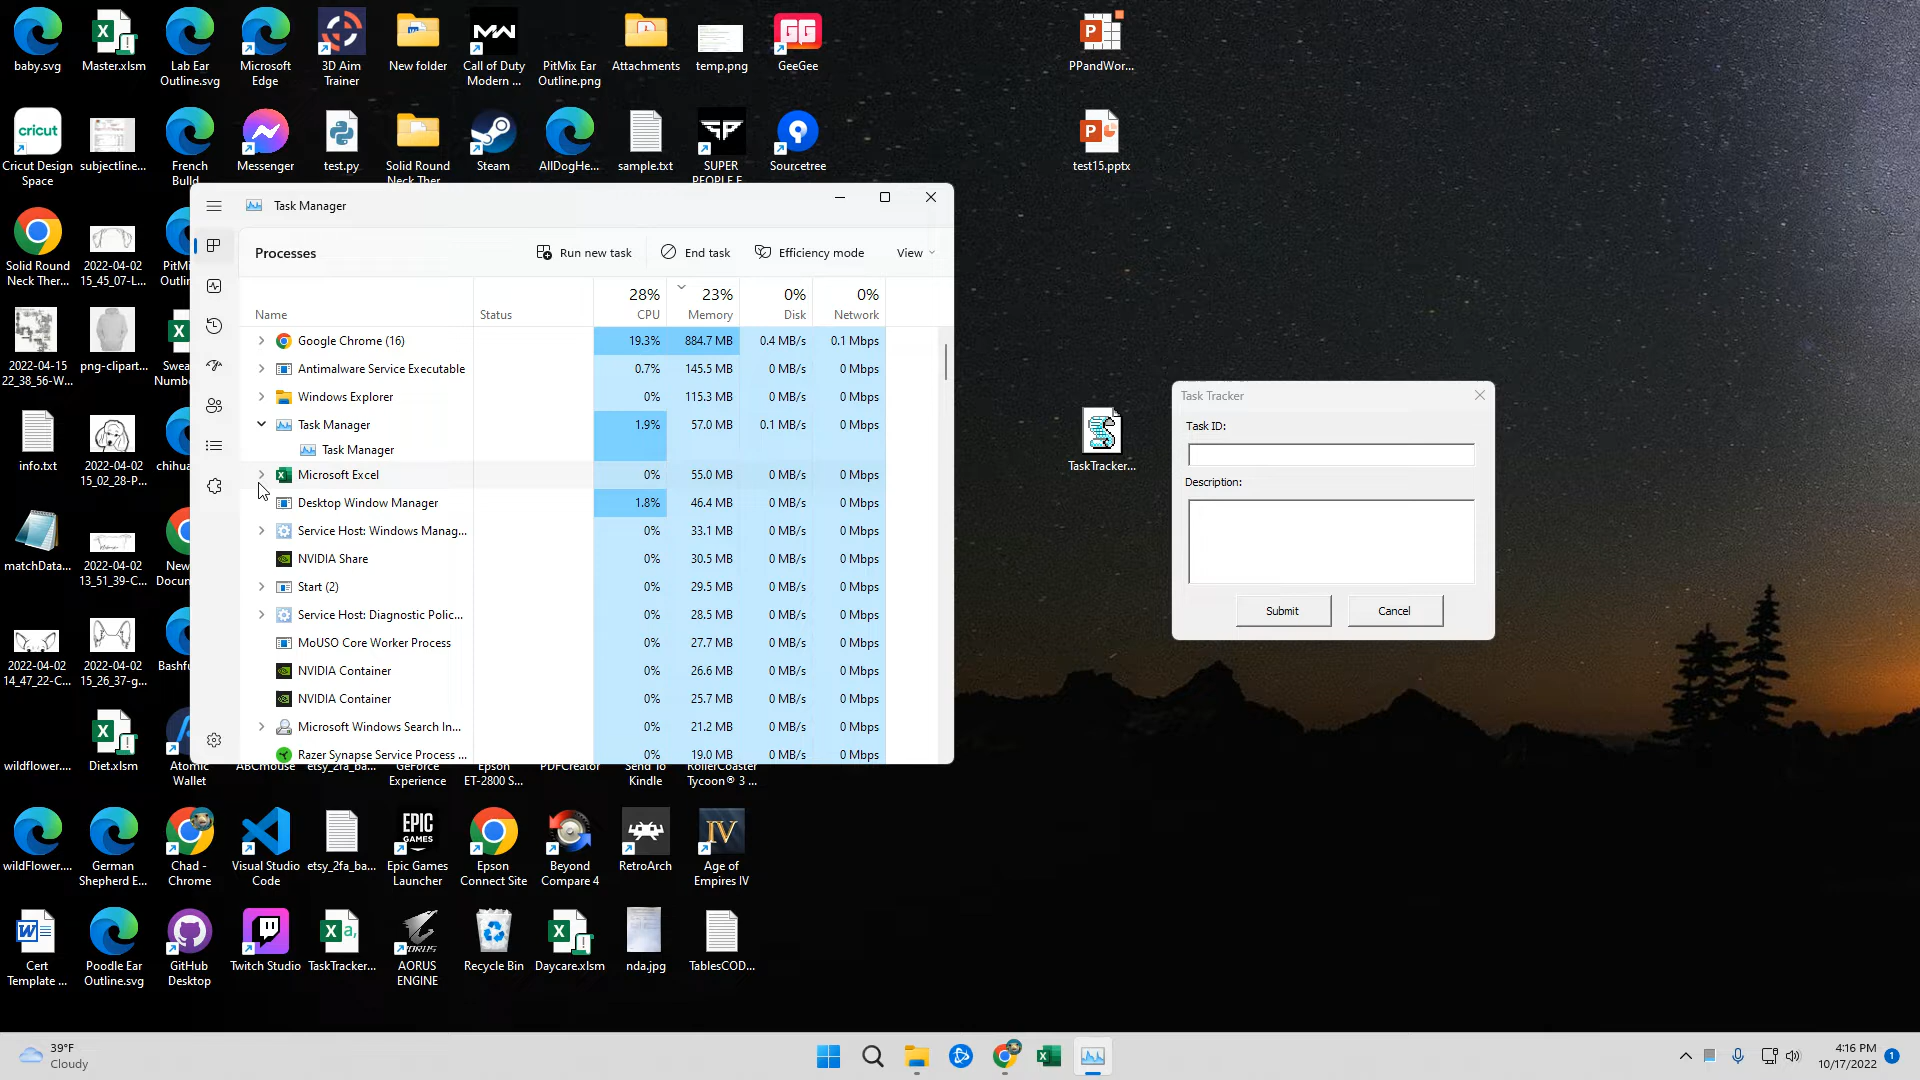 baby.svg
Master.xlsm
Lab Ear
Outline.svg
Microsoft
Edge
3D Aim
Trainer
New folder
Call of Duty
Modern ...
PitMix Ear
Outline.png
Attachments
temp.png
GG
GeeGee
PPandWor...
cricut
Cricut Design
Space
subjectline...
French
Messenger
test.py
Solid Round
Steam
AllDogHe...
sample.txt
SUPER
Sourcetree
test15.pptx
Solid Round
Neck Ther...
2022-04-02
15_45_07-L...
2022-04-15
22_38_56-W...
png-clipart...
info.txt
2022-04-02
15_02_28-P...
matchData...
2022-04-02
13_51_39-C...
2022-04-02
14_47_22-C...
2022-04-02
15_26_37-g...
wildflower....
Diet.xlsm
Atomic
Wallet
ABCmouse
etsy_2fa_ba...
GeForce
Experience
Epson
ET-2800 S...
PDFCreator
Send To
Kindle
RollerCoaster
Tycoon® 3 ...
wildFlower....
German
Shepherd E...
Chad -
Chrome
Visual Studio
Code
etsy_2fa_ba...
EPIC
GAMES
Epic Games
Launcher
Epson
Connect Site
Beyond
Compare 4
RetroArch
IV
Age of
Empires IV
Cert
Template ...
Poodle Ear
Outline.svg
GitHub
Desktop
Twitch Studio
TaskTracker...
AORUS
ENGINE
Recycle Bin
Daycare.xlsm
nda.jpg
TablesCOD...
Task Manager
Processes
Run new task
End task
Efficiency mode
View
28% 23% 0% 0%
Name Status CPU Memory Disk Network
Google Chrome (16) 19.3% 884.7 MB 0.4 MB/s 0.1 Mbps
Antimalware Service Executable 0.7% 145.5 MB 0 MB/s 0 Mbps
Windows Explorer 0% 115.3 MB 0 MB/s 0 Mbps
Task Manager 1.9% 57.0 MB 0.1 MB/s 0 Mbps
Task Manager
Microsoft Excel 0% 55.0 MB 0 MB/s 0 Mbps
Desktop Window Manager 1.8% 46.4 MB 0 MB/s 0 Mbps
Service Host: Windows Manag... 0% 33.1 MB 0 MB/s 0 Mbps
NVIDIA Share 0% 30.5 MB 0 MB/s 0 Mbps
Start (2) 0% 29.5 MB 0 MB/s 0 Mbps
Service Host: Diagnostic Polic... 0% 28.5 MB 0 MB/s 0 Mbps
MoUSO Core Worker Process 0% 27.7 MB 0 MB/s 0 Mbps
NVIDIA Container 0% 26.6 MB 0 MB/s 0 Mbps
NVIDIA Container 0% 25.7 MB 0 MB/s 0 Mbps
Microsoft Windows Search In... 0% 21.2 MB 0 MB/s 0 Mbps
Razer Synapse Service Process ... 0% 19.0 MB 0 MB/s 0 Mbps
TaskTracker...
Task Tracker
Task ID:
Description:
Submit
Cancel
39°F
Cloudy
4:16 PM
10/17/2022
1